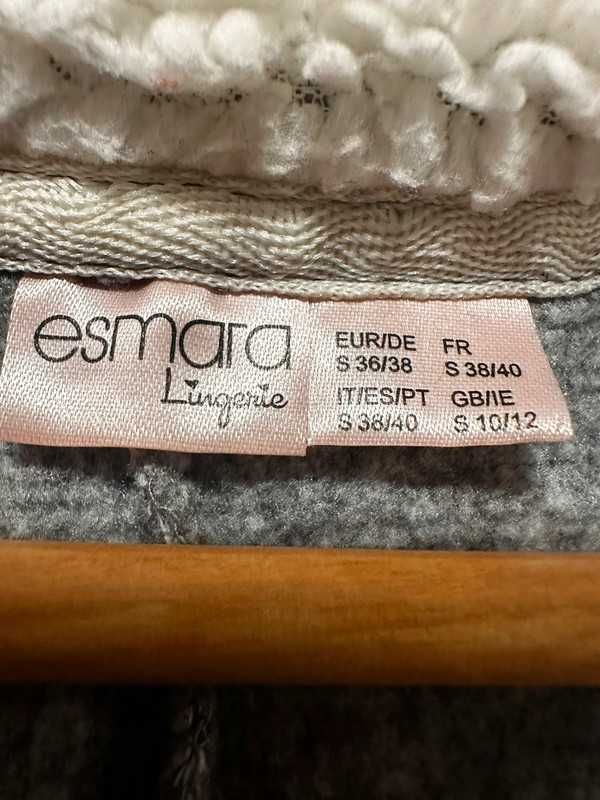 esmara
Lingerie
EUR/DE FR
S 36/38 S 38/40
IT/ES/PT GB/IE
S 38/40 S 10/12